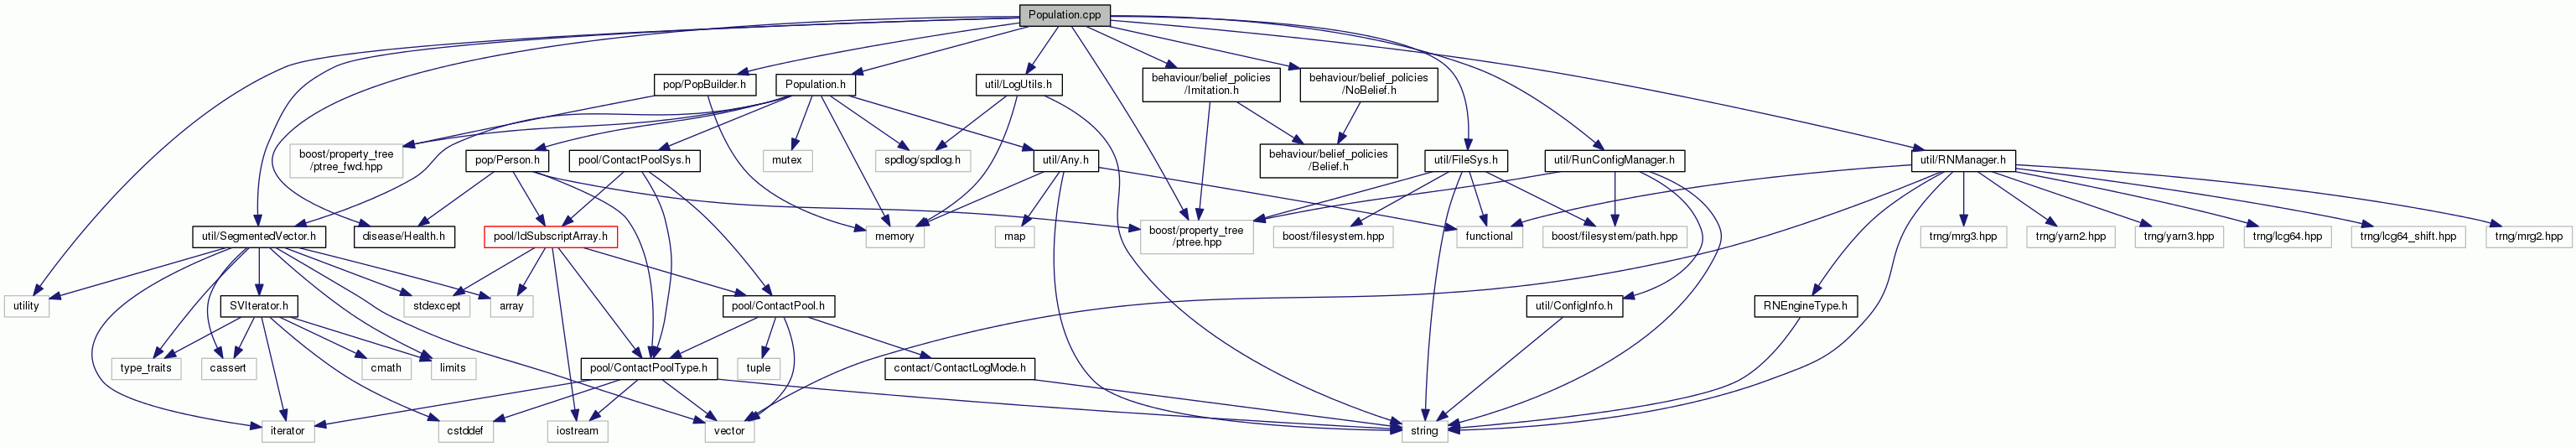 Population.cpp
pop/PopBuilder.h
Population.h
util/LogUtils.h
behaviour/belief_policies
/Imitation.h
behaviour/belief_policies
/NoBelief.h
boost/property_tree
/ptree_fwd.hpp
pop/Person.h
pool/ContactPoolSys.h
mutex
spdlog/spdlog.h
util/Any.h
behaviour/belief_policies
/Belief.h
util/FileSys.h
util/RunConfigManager.h
util/RNManager.h
util/SegmentedVector.h
disease/Health.h
pool/IdSubscriptArray.h
memory
map
boost/property_tree
/ptree.hpp
boost/filesystem.hpp
functional
boost/filesystem/path.hpp
trng/mrg3.hpp
trng/yarn2.hpp
trng/yarn3.hpp
trng/lcg64.hpp
trng/lcg64_shift.hpp
trng/mrg2.hpp
utility
SVIterator.h
stdexcept
array
pool/ContactPool.h
util/ConfigInfo.h
RNEngineType.h
type_traits
cassert
cmath
limits
pool/ContactPoolType.h
tuple
contact/ContactLogMode.h
iterator
cstddef
iostream
vector
string